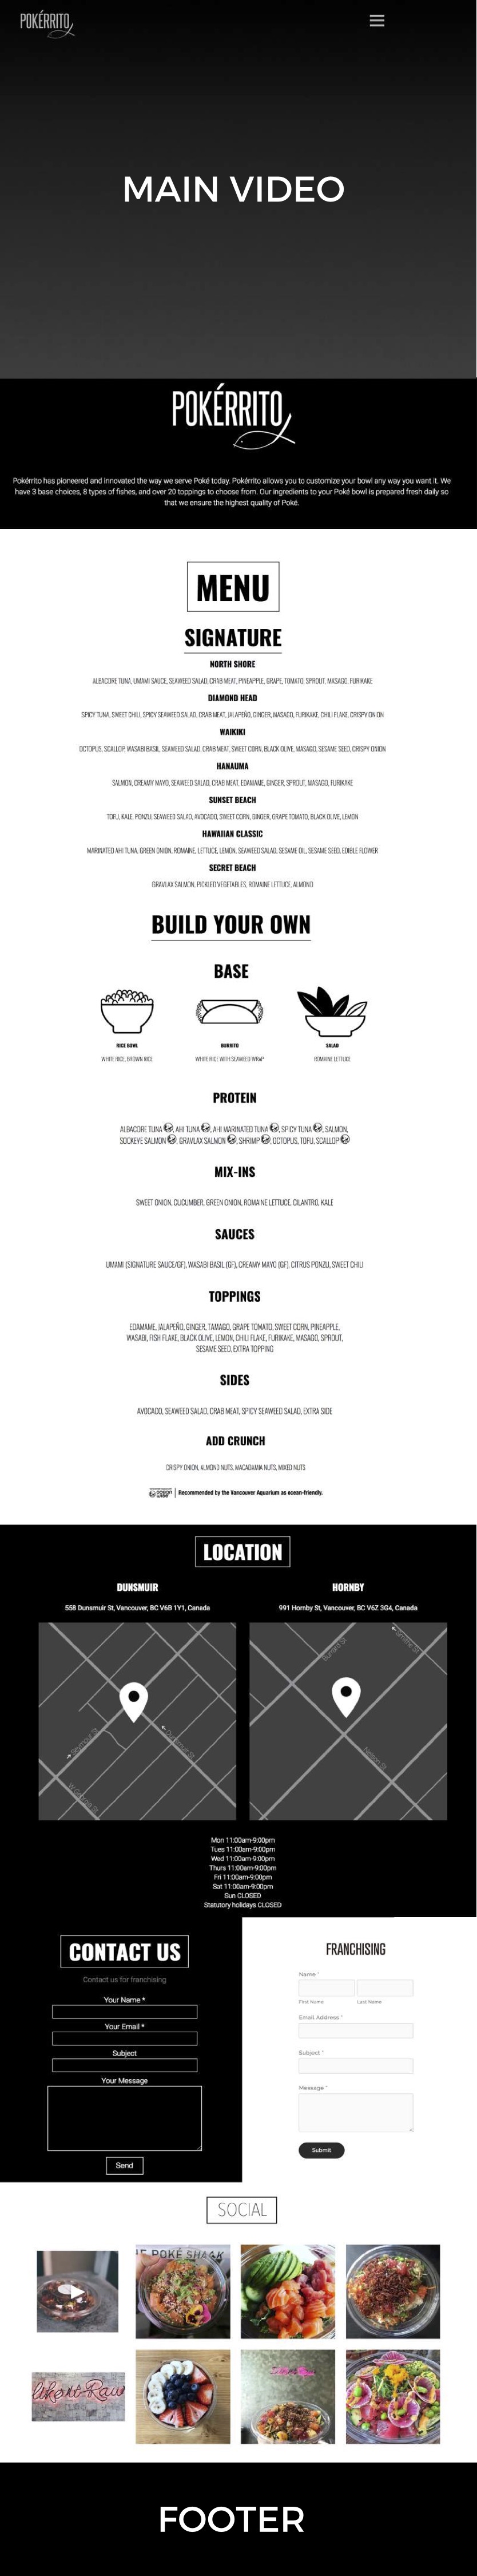 POKÉRRITO
MAIN VIDEO
POKÉRRITO
Pokérrito has pioneered and innovated the way we serve Poké today. Pokérrito allows you to customize your bowl any way you want it. We
have 3 base choices, 8 types of fishes, and over 20 toppings to choose from. Our ingredients to your Poké bowl is prepared fresh daily so
that we ensure the highest quality of Poké.
MENU
SIGNATURE
NORTH SHORE
ALBACORE TUNA, UMAMI SAUCE, SEAWEED SALAD, CRAB MEAT, PINEAPPLE, GRAPE, TOMATO, SPROUT, MASAGO, FURIKAKE
DIAMOND HEAD
SPICY TUNA, SWEET CHILI, SPICY SEAWEED SALAD, CRAB MEAT, JALAPEÑO, GINGER, MASAGO, FURIKAKE, CHILI FLAKE, CRISPY ONION
WAIKIKI
OCTOPUS, SCALLOP, WASABI BASIL, SEAWEED SALAD, CRAB MEAT, SWEET CORN, BLACK OLIVE, MASAGO, SESAME SEED, CRISPY ONION
HANAUMA
SALMON, CREAMY MAYO, SEAWEED SALAD, CRAB MEAT, EDAMAME, GINGER, SPROUT, MASAGO, FURIKAKE
SUNSET BEACH
TOFU, KALE, PONZU, SEAWEED SALAD, AVOCADO, SWEET CORN, GINGER, GRAPE TOMATO, BLACK OLIVE, LEMON
HAWAIIAN CLASSIC
MARINATED AHI TUNA, GREEN ONION, ROMAINE, LETTUCE, LEMON, SEAWEED SALAD, SESAME OIL, SESAME SEED, EDIBLE FLOWER
SECRET BEACH
GRAVLAX SALMON, PICKLED VEGETABLES, ROMAINE LETTUCE, ALMOND
BUILD YOUR OWN
BASE
RICE BOWL BURRITO SALAD
WHITE RICE, BROWN RICE WHITE RICE WITH SEAWEED WRAP ROMAINE LETTUCE
PROTEIN
ALBACORE TUNA, AHI TUNA, AHI MARINATED TUNA, SPICY TUNA, SALMON,
SOCKEYE SALMON, GRAVLAX SALMON, SHRIMP, OCTOPUS, TOFU, SCALLOP
MIX-INS
SWEET ONION, CUCUMBER, GREEN ONION, ROMAINE LETTUCE, CILANTRO, KALE
SAUCES
UMAMI (SIGNATURE SAUCE/GF), WASABI BASIL (GF), CREAMY MAYO (GF), CITRUS PONZU, SWEET CHILI
TOPPINGS
EDAMAME, JALAPEÑO, GINGER, TAMAGO, GRAPE TOMATO, SWEET CORN, PINEAPPLE,
WASABI, FISH FLAKE, BLACK OLIVE, LEMON, CHILI FLAKE, FURIKAKE, MASAGO, SPROUT,
SESAME SEED, EXTRA TOPPING
SIDES
AVOCADO, SEAWEED SALAD, CRAB MEAT, SPICY SEAWEED SALAD, EXTRA SIDE
ADD CRUNCH
CRISPY ONION, ALMOND NUTS, MACADAMIA NUTS, MIXED NUTS
ocean wise Recommended by the Vancouver Aquarium as ocean-friendly.
LOCATION
DUNSMUIR HORNBY
558 Dunsmuir St, Vancouver, BC V6B 1Y1, Canada 991 Hornby St, Vancouver, BC V6Z 3G4, Canada
Seymour St
Dunsmuir St
W Georgia St
Burrard St
Smithe St
Nelson St
Mon 11:00am-9:00pm
Tues 11:00am-9:00pm
Wed 11:00am-9:00pm
Thurs 11:00am-9:00pm
Fri 11:00am-9:00pm
Sat 11:00am-9:00pm
Sun CLOSED
Statutory holidays CLOSED
CONTACT US
Contact us for franchising
Your Name *
Your Email *
Subject
Your Message
Send
FRANCHISING
Name *
First Name Last Name
Email Address *
Subject *
Message *
Submit
SOCIAL
E POKÉ SHACK
like it Raw
FOOTER